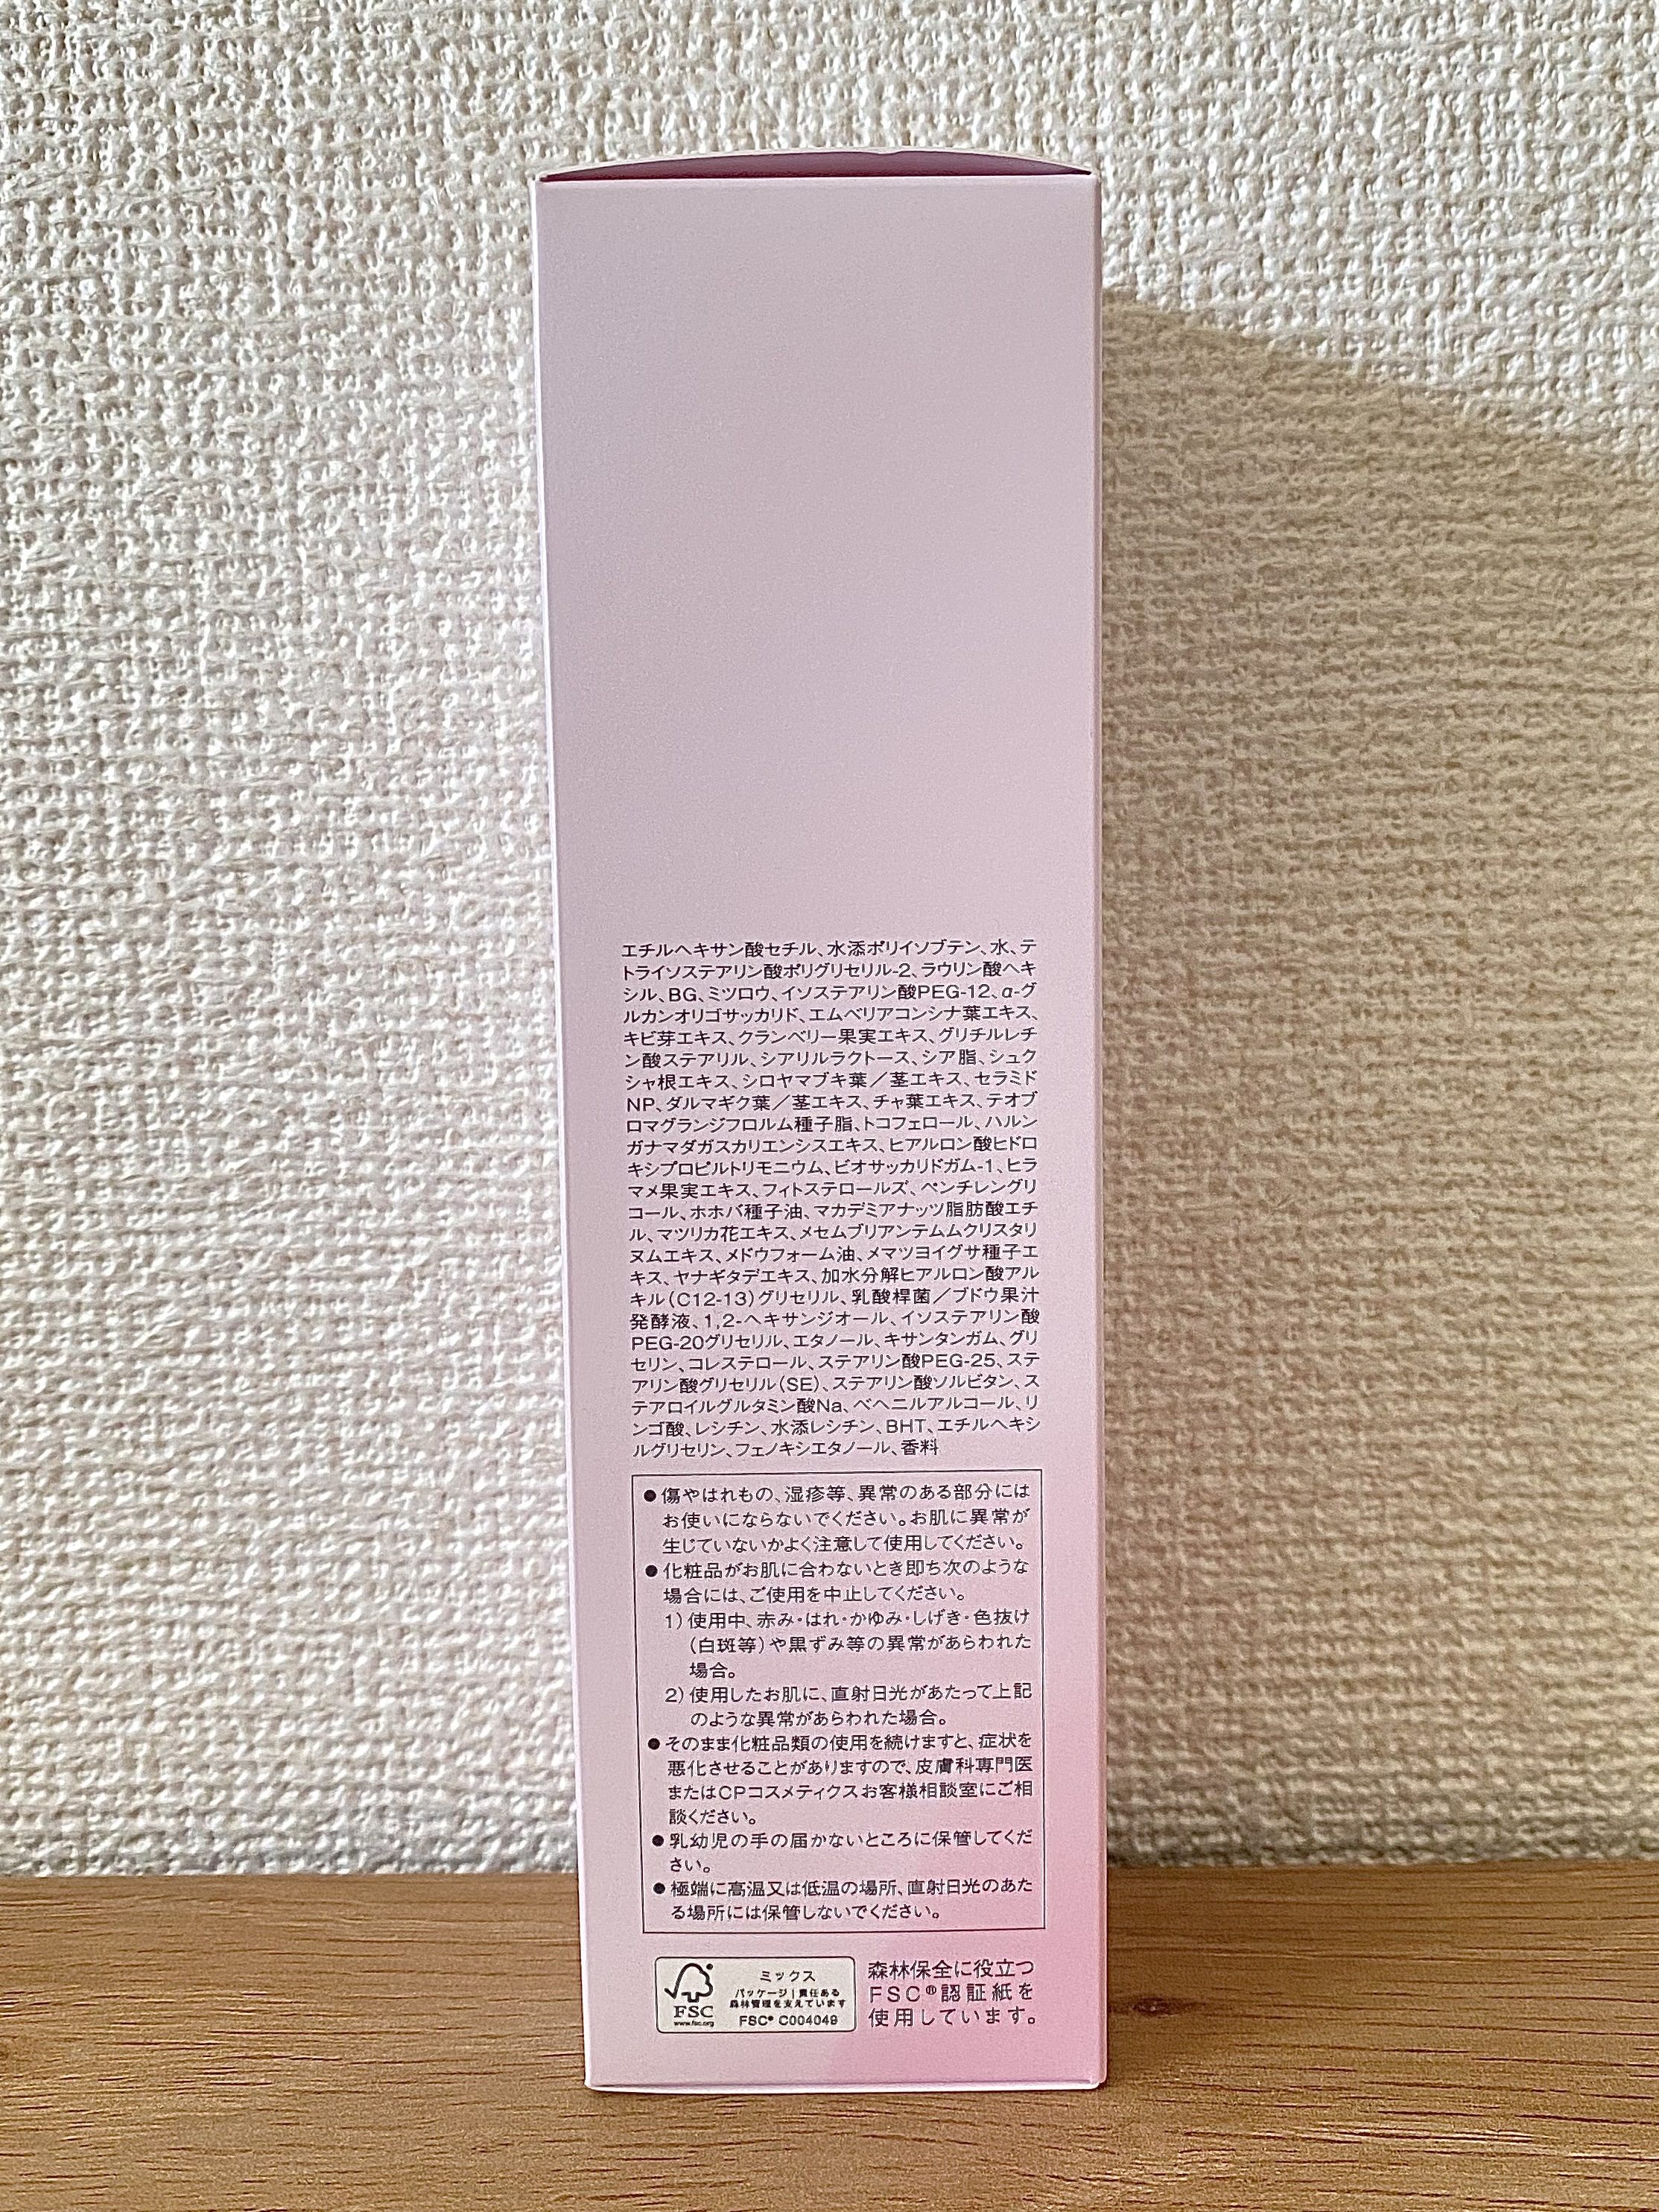 エチルヘキサン酸セチル、水添ポリイソブテン、水、テ
トライソステアリン酸ポリグリセリル-2、ラウリン酸ヘキ
シル、BG、ミツロウ、イソステアリン酸PEG-12、α-グ
ルカンオリゴサッカリド、エムベリアコンシナ葉エキス、
キビ芽エキス、クランベリー果実エキス、グリチルレチ
ン酸ステアリル、シアリルラクトース、シア脂、シュク
シャ根エキス、シロヤマブキ葉/茎エキス、セラミド
NP、ダルマギク葉/茎エキス、チャ葉エキス、テオブ
ロマグランジフロルム種子脂、トコフェロール、ハルン
ガナマダガスカリエンシスエキス、ヒアルロン酸ヒドロ
キシプロピルトリモニウム、ビオサッカリドガム-1、ヒラ
マメ果実エキス、フィトステロールズ、ペンチレングリ
コール、ホホバ種子油、マカデミアナッツ脂肪酸エチ
ル、マツリカ花エキス、メセムブリアンテムムクリスタリ
ヌムエキス、メドウフォーム油、メマツヨイグサ種子エ
キス、ヤナギタデエキス、加水分解ヒアルロン酸アル
キル(C12-13)グリセリル、乳酸桿菌/ブドウ果汁
発酵液、1,2-ヘキサンジオール、イソステアリン酸
PEG-20グリセリル、エタノール、キサンタンガム、グリ
セリン、コレステロール、ステアリン酸PEG-25、ステ
アリン酸グリセリル(SE)、ステアリン酸ソルビタン、ス
テアロイルグルタミン酸Na、ベヘニルアルコール、リ
ンゴ酸、レシチン、水添レシチン、BHT、エチルヘキシ
ルグリセリン、フェノキシエタノール、香料
●傷やはれもの、湿疹等、異常のある部分には
お使いにならないでください。お肌に異常が
生じていないかよく注意して使用してください。
●化粧品がお肌に合わないとき即ち次のような
場合には、ご使用を中止してください。
1)使用中、赤み・はれ・かゆみ・しげき・色抜け
(白斑等)や黒ずみ等の異常があらわれた
場合。
2)使用したお肌に、直射日光があたって上記
のような異常があらわれた場合。
●そのまま化粧品類の使用を続けますと、症状を
悪化させることがありますので、皮膚科専門医
またはCPコスメティクスお客様相談室にご相
談ください。
●乳幼児の手の届かないところに保管してくだ
さい。
●極端に高温又は低温の場所、直射日光のあた
る場所には保管しないでください。
FSC
www.fsc.org
ミックス
パッケージ|責任ある
森林管理を支えています
FSC® C004049
森林保全に役立つ
FSC®認証紙を
使用しています。